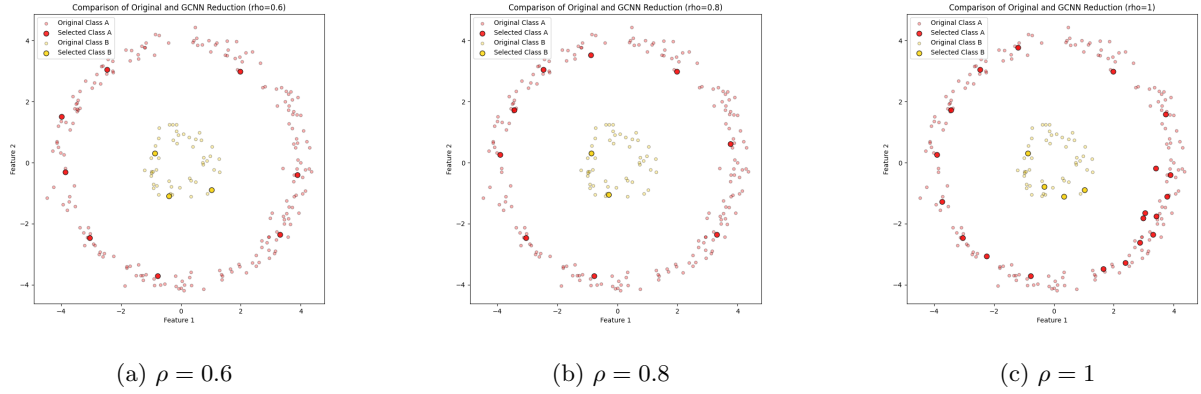 Comparison of Original and GCNN Reduction (rho=0.6)
Original Class A
Selected Class A
Original Class B
Selected Class B
Feature 2
4
2
0
−2
−4
−4
−2
0
2
4
Feature 1
(a) ρ = 0.6
Comparison of Original and GCNN Reduction (rho=0.8)
Original Class A
Selected Class A
Original Class B
Selected Class B
Feature 2
4
2
0
−2
−4
−4
−2
0
2
4
Feature 1
(b) ρ = 0.8
Comparison of Original and GCNN Reduction (rho=1)
Original Class A
Selected Class A
Original Class B
Selected Class B
Feature 2
4
2
0
−2
−4
−4
−2
0
2
4
Feature 1
(c) ρ = 1